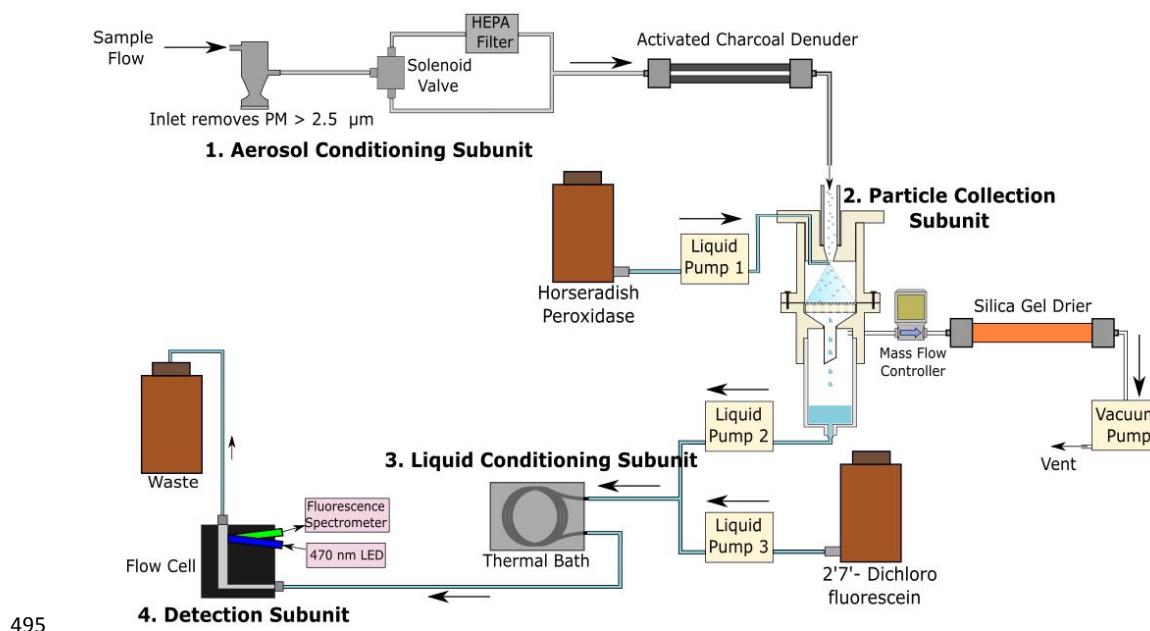 HEPA
Filter
Sample
Flow
Solenoid
Valve
Activated Charcoal Denuder
Inlet removes PM > 2.5 μm
1. Aerosol Conditioning Subunit
2. Particle Collection
Subunit
Liquid
Pump 1
Horseradish
Peroxidase
Silica Gel Drier
Mass Flow
Controller
Vacuum
Pump
Vent
Liquid
Pump 2
3. Liquid Conditioning Subunit
Waste
Fluorescence
Spectrometer
470 nm LED
Flow Cell
Thermal Bath
Liquid
Pump 3
2'7'- Dichloro
fluorescein
4. Detection Subunit
495